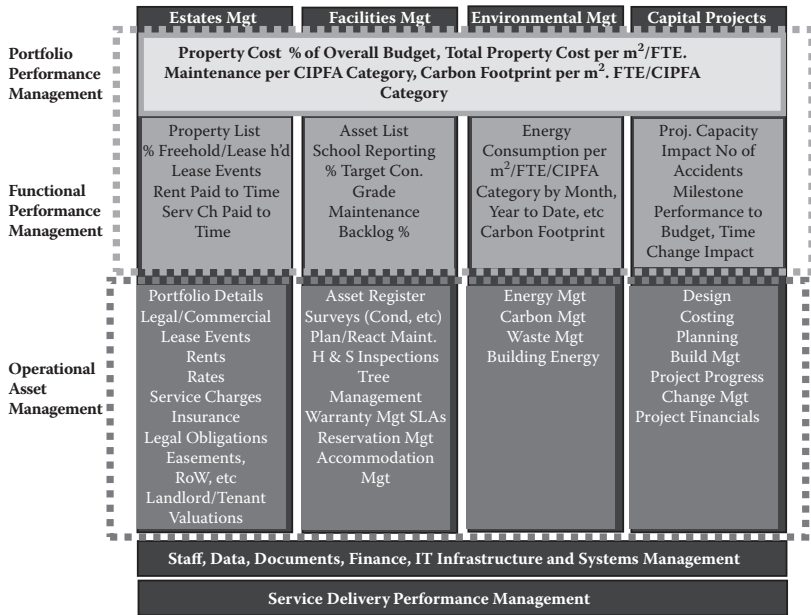 Estates Mgt
Facilities Mgt
Environmental Mgt
Capital Projects
Portfolio
Performance
Management
Property Cost % of Overall Budget, Total Property Cost per m²/FTE.
Maintenance per CIPFA Category, Carbon Footprint per m². FTE/CIPFA
Category
Functional
Performance
Management
Property List
% Freehold/Lease h'd
Lease Events
Rent Paid to Time
Serv Ch Paid to
Time
Asset List
School Reporting
% Target Con.
Grade
Maintenance
Backlog %
Energy
Consumption per
m²/FTE/CIPFA
Category by Month,
Year to Date, etc
Carbon Footprint
Proj. Capacity
Impact No of
Accidents
Milestone
Performance to
Budget, Time
Change Impact
Operational
Asset
Management
Portfolio Details
Legal/Commercial
Lease Events
Rents
Rates
Service Charges
Insurance
Legal Obligations
Easements,
RoW, etc
Landlord/Tenant
Valuations
Asset Register
Surveys (Cond, etc)
Plan/React Maint.
H & S Inspections
Tree
Management
Warranty Mgt SLAs
Reservation Mgt
Accommodation
Mgt
Energy Mgt
Carbon Mgt
Waste Mgt
Building Energy
Design
Costing
Planning
Build Mgt
Project Progress
Change Mgt
Project Financials
Staff, Data, Documents, Finance, IT Infrastructure and Systems Management
Service Delivery Performance Management